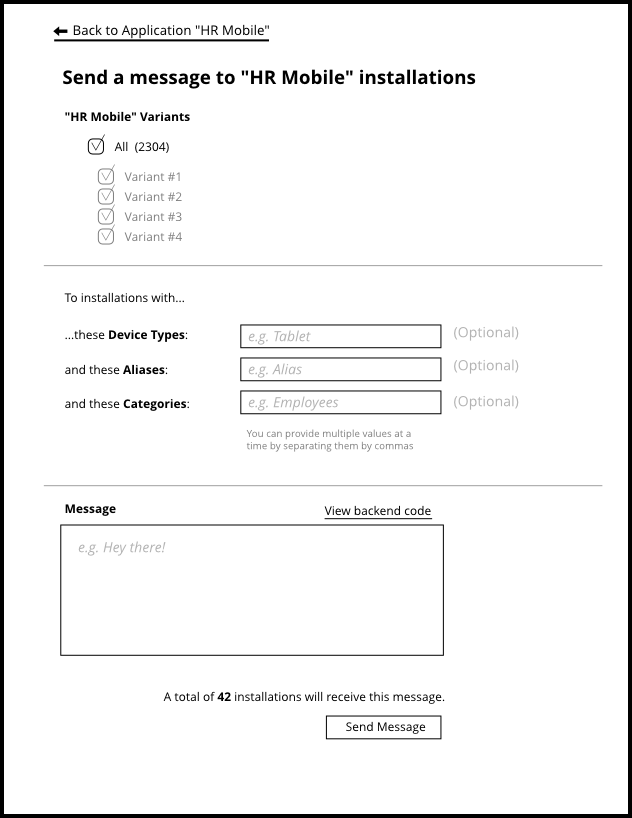 Back to Application "HR Mobile"
Send a message to "HR Mobile" installations
"HR Mobile" Variants
All (2304)
Variant #1
Variant #2
Variant #3
Variant #4
To installations with...
...these Device Types: e.g. Tablet (Optional)
and these Aliases: e.g. Alias (Optional)
and these Categories: e.g. Employees (Optional)
You can provide multiple values at a
time by separating them by commas
Message View backend code
e.g. Hey there!
A total of 42 installations will receive this message.
Send Message